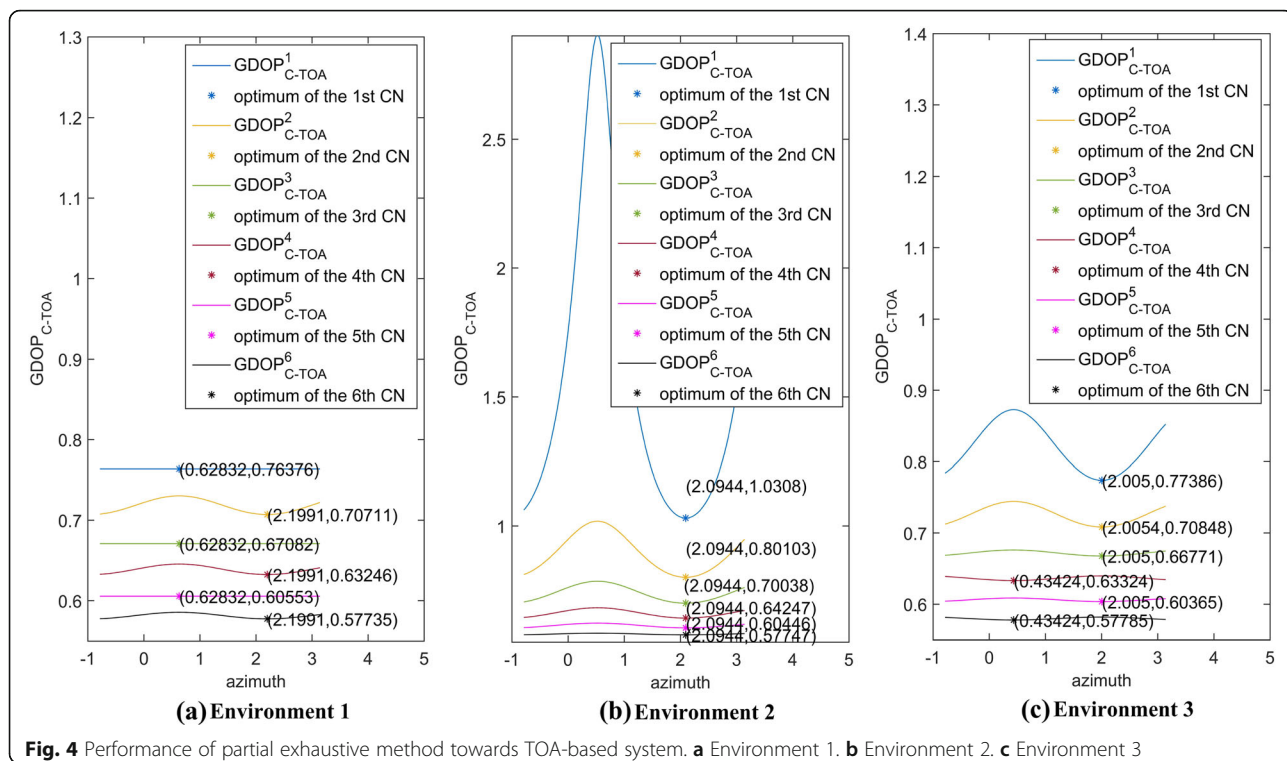 1.3
1.2
1.1
1
0.9
0.8
0.7
0.6
GDOP_C-TOA
GDOP^1_C-TOA
optimum of the 1st CN
GDOP^2_C-TOA
optimum of the 2nd CN
GDOP^3_C-TOA
optimum of the 3rd CN
GDOP^4_C-TOA
optimum of the 4th CN
GDOP^5_C-TOA
optimum of the 5th CN
GDOP^6_C-TOA
optimum of the 6th CN
(0.62832,0.76376)
(2.1991,0.70711)
(0.62832,0.67082)
(2.1991,0.63246)
(0.62832,0.60553)
(2.1991,0.57735)
-1 0 1 2 3 4 5
azimuth
(a) Environment 1
2.5
2
1.5
1
GDOP_C-TOA
GDOP^1_C-TOA
optimum of the 1st CN
GDOP^2_C-TOA
optimum of the 2nd CN
GDOP^3_C-TOA
optimum of the 3rd CN
GDOP^4_C-TOA
optimum of the 4th CN
GDOP^5_C-TOA
optimum of the 5th CN
GDOP^6_C-TOA
optimum of the 6th CN
(2.0944,1.0308)
(2.0944,0.80103)
(2.0944,0.70038)
(2.0944,0.64247)
(2.0944,0.60446)
(2.0944,0.57747)
-1 0 1 2 3 4 5
azimuth
(b) Environment 2
1.4
1.3
1.2
1.1
1
0.9
0.8
0.7
0.6
GDOP_C-TOA
GDOP^1_C-TOA
optimum of the 1st CN
GDOP^2_C-TOA
optimum of the 2nd CN
GDOP^3_C-TOA
optimum of the 3rd CN
GDOP^4_C-TOA
optimum of the 4th CN
GDOP^5_C-TOA
optimum of the 5th CN
GDOP^6_C-TOA
optimum of the 6th CN
(2.005,0.77386)
(2.0054,0.70848)
(2.005,0.66771)
(0.43424,0.63324)
(2.005,0.60365)
(0.43424,0.57785)
-1 0 1 2 3 4 5
azimuth
(c) Environment 3
Fig. 4 Performance of partial exhaustive method towards TOA-based system. a Environment 1. b Environment 2. c Environment 3